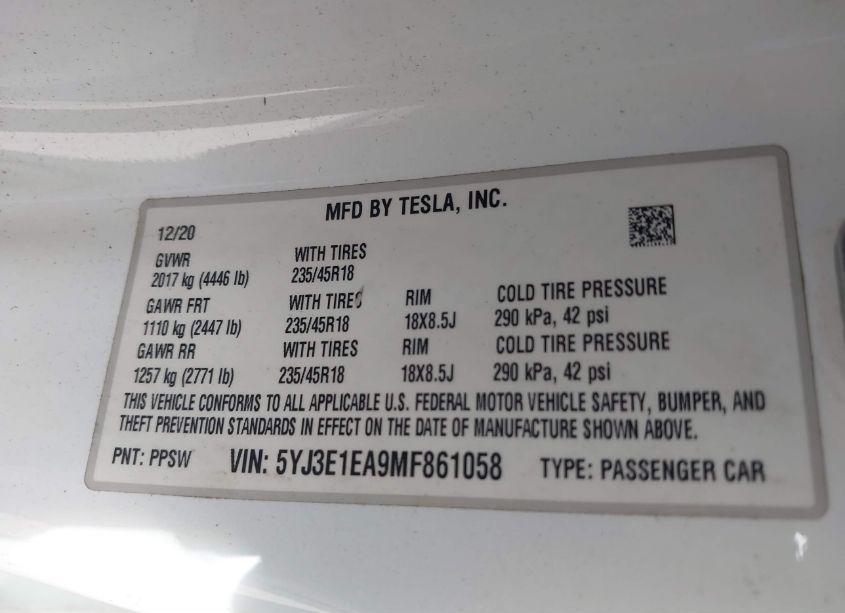 MFD BY TESLA, INC.
12/20
GVWR WITH TIRES
2017 kg (4446 lb) 235/45R18
GAWR FRT WITH TIRES RIM COLD TIRE PRESSURE
1110 kg (2447 lb) 235/45R18 18X8.5J 290 kPa, 42 psi
GAWR RR WITH TIRES RIM COLD TIRE PRESSURE
1257 kg (2771 lb) 235/45R18 18X8.5J 290 kPa, 42 psi
THIS VEHICLE CONFORMS TO ALL APPLICABLE U.S. FEDERAL MOTOR VEHICLE SAFETY, BUMPER, AND
THEFT PREVENTION STANDARDS IN EFFECT ON THE DATE OF MANUFACTURE SHOWN ABOVE.
PNT: PPSW VIN: 5YJ3E1EA9MF861058 TYPE: PASSENGER CAR